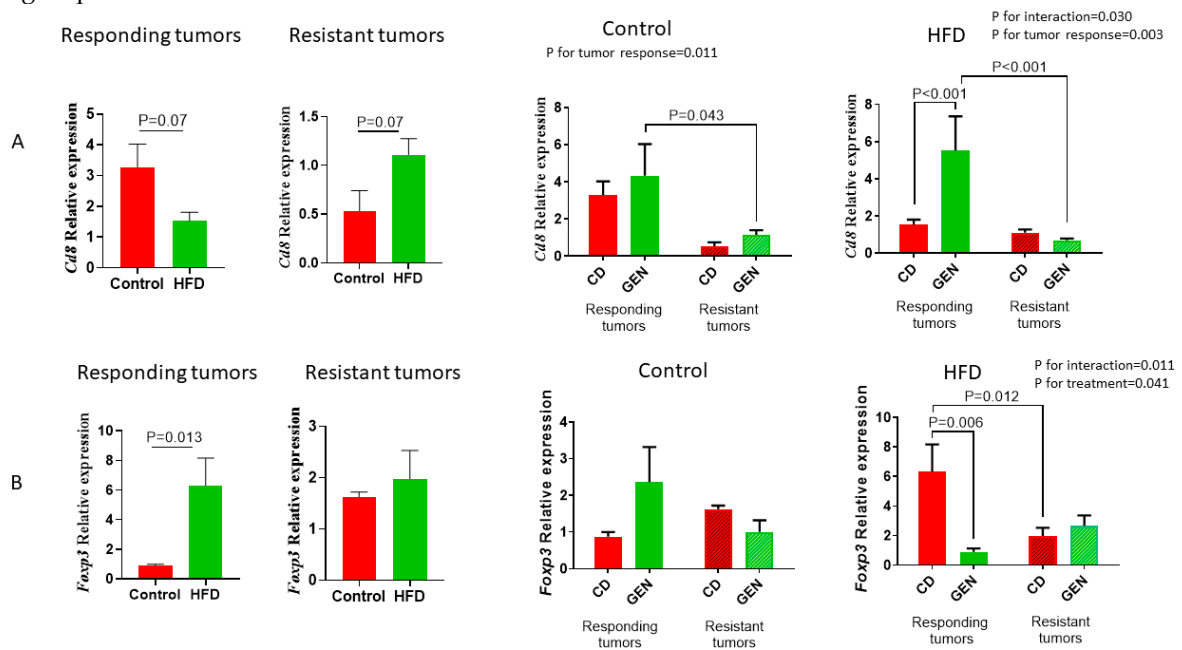 Responding tumors
Resistant tumors
Control
P for tumor response=0.011
HFD
P for interaction=0.030
P for tumor response=0.003
A
Cd8 Relative expression
5
4
3
2
1
0
P=0.07
Control HFD
Cd8 Relative expression
1.5
1.0
0.5
0.0
P=0.07
Control HFD
Cd8 Relative expression
8
6
4
2
0
P=0.043
CD
GEN
CD
GEN
Responding
tumors
Resistant
tumors
Cd8 Relative expression
8
6
4
2
0
P<0.001
P<0.001
CD
GEN
CD
GEN
Responding
tumors
Resistant
tumors
Responding tumors
Resistant tumors
Control
HFD
P for interaction=0.011
P for treatment=0.041
B
Foxp3 Relative expression
10
8
6
4
2
0
P=0.013
Control HFD
Foxp3 Relative expression
3
2
1
0
Control HFD
Foxp3 Relative expression
4
3
2
1
0
CD
GEN
CD
GEN
Responding
tumors
Resistant
tumors
Foxp3 Relative expression
10
8
6
4
2
0
P=0.012
P=0.006
CD
GEN
CD
GEN
Responding
tumors
Resistant
tumors